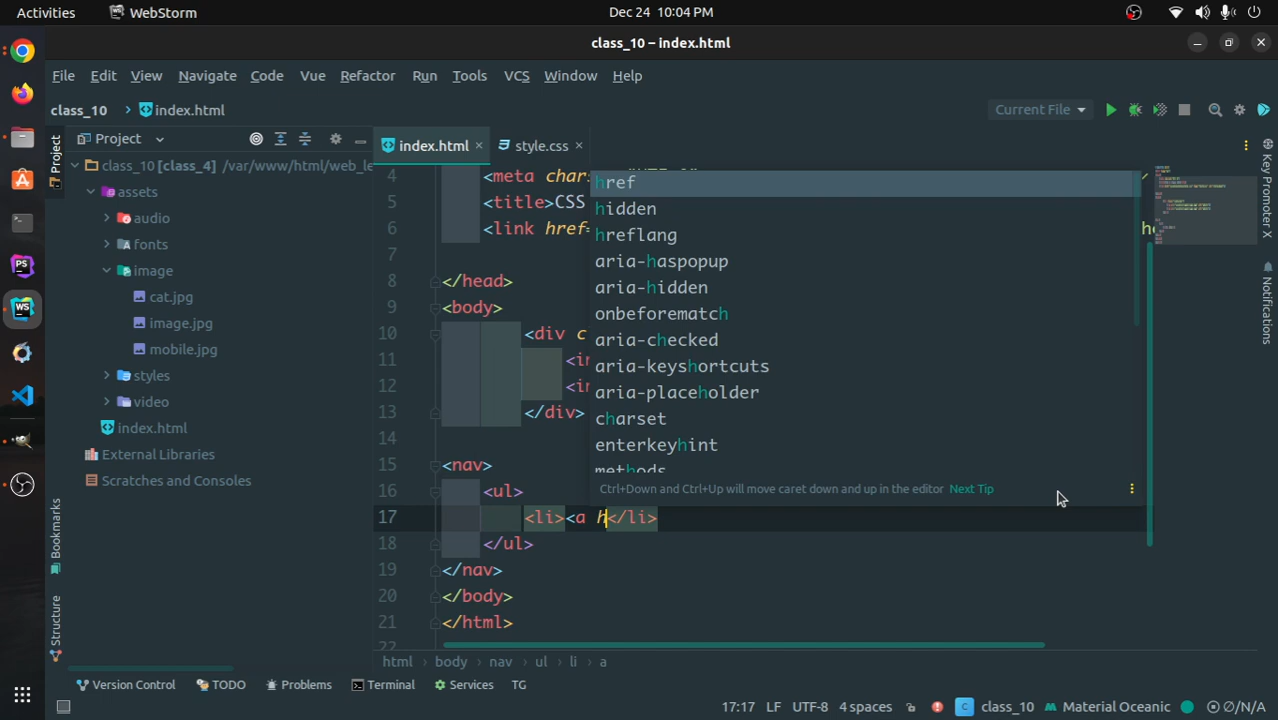 Activities WebStorm Dec 24 10:04 PM
class_10 – index.html
File Edit View Navigate Code Vue Refactor Run Tools VCS Window Help
class_10 index.html Current File
Project
Project
index.html
style.css
class_10 [class_4] /var/www/html/web_le
assets
audio
fonts
image
cat.jpg
image.jpg
mobile.jpg
styles
video
index.html
External Libraries
Scratches and Consoles
Bookmarks
Structure
4 <meta char
5 <title>CSS
6 <link href=
7
8 </head>
9 <body>
10 <div c
11 <in
12 <in
13 </div>
14
15 <nav>
16 <ul>
17 <li><a h</li>
18 </ul>
19 </nav>
20 </body>
21 </html>
22
href
hidden
hreflang
aria-haspopup
aria-hidden
onbeforematch
aria-checked
aria-keyshortcuts
aria-placeholder
charset
enterkeyhint
methods
Ctrl+Down and Ctrl+Up will move caret down and up in the editor Next Tip
Key Promoter X
Notifications
html body nav ul li a
Version Control TODO Problems Terminal Services TG
17:17 LF UTF-8 4 spaces class_10 Material Oceanic Ø/N/A